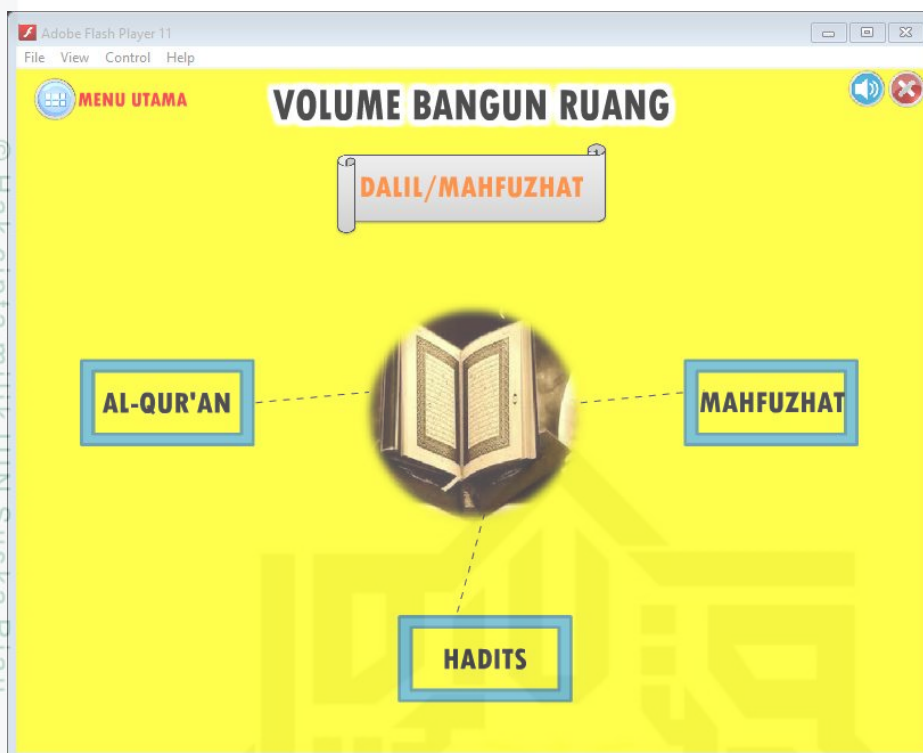 Adobe Flash Player 11
File View Control Help
MENU UTAMA
VOLUME BANGUN RUANG
DALIL/MAHFUZHAT
AL-QUR'AN
MAHFUZHAT
HADITS